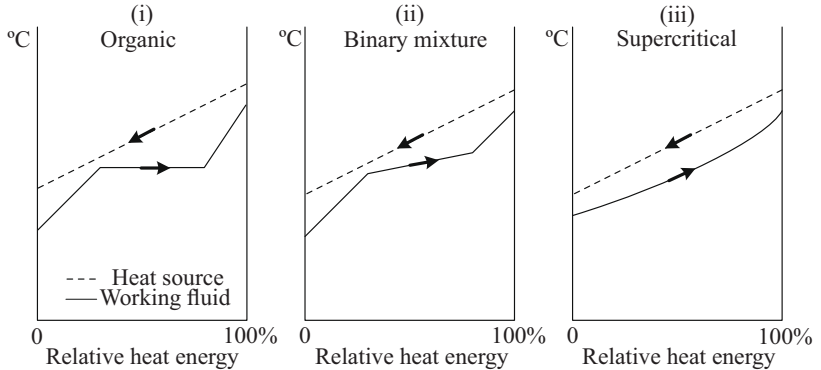 (i)
ºC
Organic
Heat source
Working fluid
0
100%
Relative heat energy
(ii)
ºC
Binary mixture
0
100%
Relative heat energy
(iii)
ºC
Supercritical
0
100%
Relative heat energy